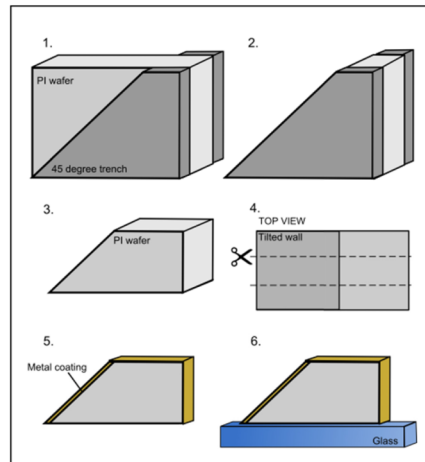 1.
2.
PI wafer
45 degree trench
3.
4.
TOP VIEW
PI wafer
Tilted wall
5.
6.
Metal coating
Glass